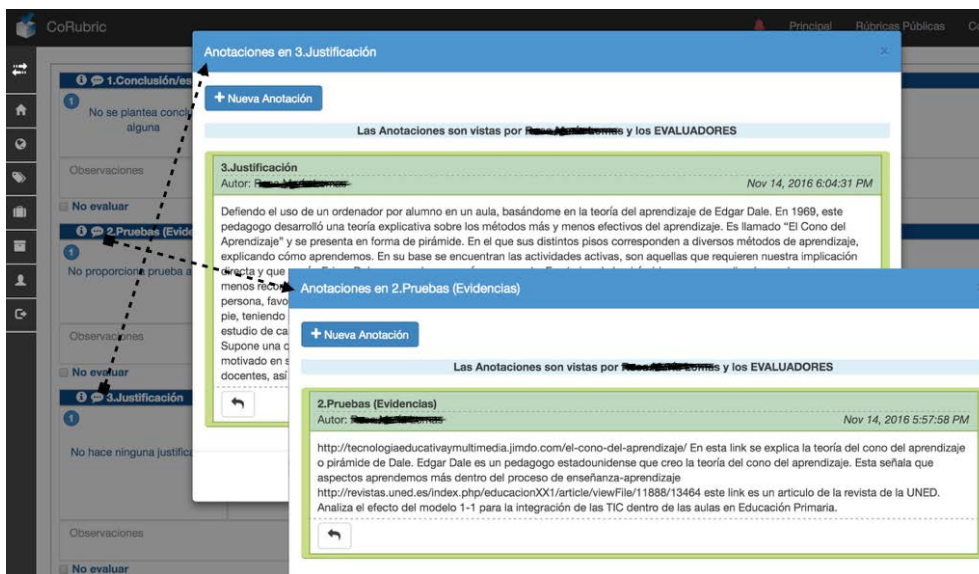 CoRubric
Principal
Rúbricas Públicas
Anotaciones en 3.Justificación
×
1.Conclusión/es
+ Nueva Anotación
1
No se plantea
alguna
Las Anotaciones son vistas por y los EVALUADORES
3.Justificación
Autor:
Nov 14, 2016 6:04:31 PM
Observaciones
No evaluar
Defiendo el uso de un ordenador por alumno en un aula, basándome en la teoría del aprendizaje de Edgar Dale. En 1969, este
pedagogo desarrolló una teoría explicativa sobre los métodos más y menos efectivos del aprendizaje. Es llamado "El Cono del
Aprendizaje" y se presenta en forma de pirámide. En el que sus distintos pisos corresponden a diversos métodos de aprendizaje,
explicando cómo aprendemos. En su base se encuentran las actividades activas, son aquellas que requieren nuestra implicación
directa y que
menos
persona,
pie, teniendo
estudio de
Supone una
motivado en
docentes, así
2.Pruebas
1
No proporciona prueba
Observaciones
No evaluar
3.Justificación
1
No hace ninguna
Observaciones
No evaluar
Anotaciones en 2.Pruebas (Evidencias)
+ Nueva Anotación
Las Anotaciones son vistas por y los EVALUADORES
2.Pruebas (Evidencias)
Autor:
Nov 14, 2016 5:57:58 PM
http://tecnologiaeducativaymultimedia.jimdo.com/el-cono-del-aprendizaje/ En esta link se explica la teoría del cono del aprendizaje
o pirámide de Dale. Edgar Dale es un pedagogo estadounidense que creo la teoría del cono del aprendizaje. Esta señala que
aspectos aprendemos más dentro del proceso de enseñanza-aprendizaje
http://revistas.uned.es/index.php/educacionXX1/article/viewFile/11888/13464 este link es un articulo de la revista de la UNED.
Analiza el efecto del modelo 1-1 para la integración de las TIC dentro de las aulas en Educación Primaria.